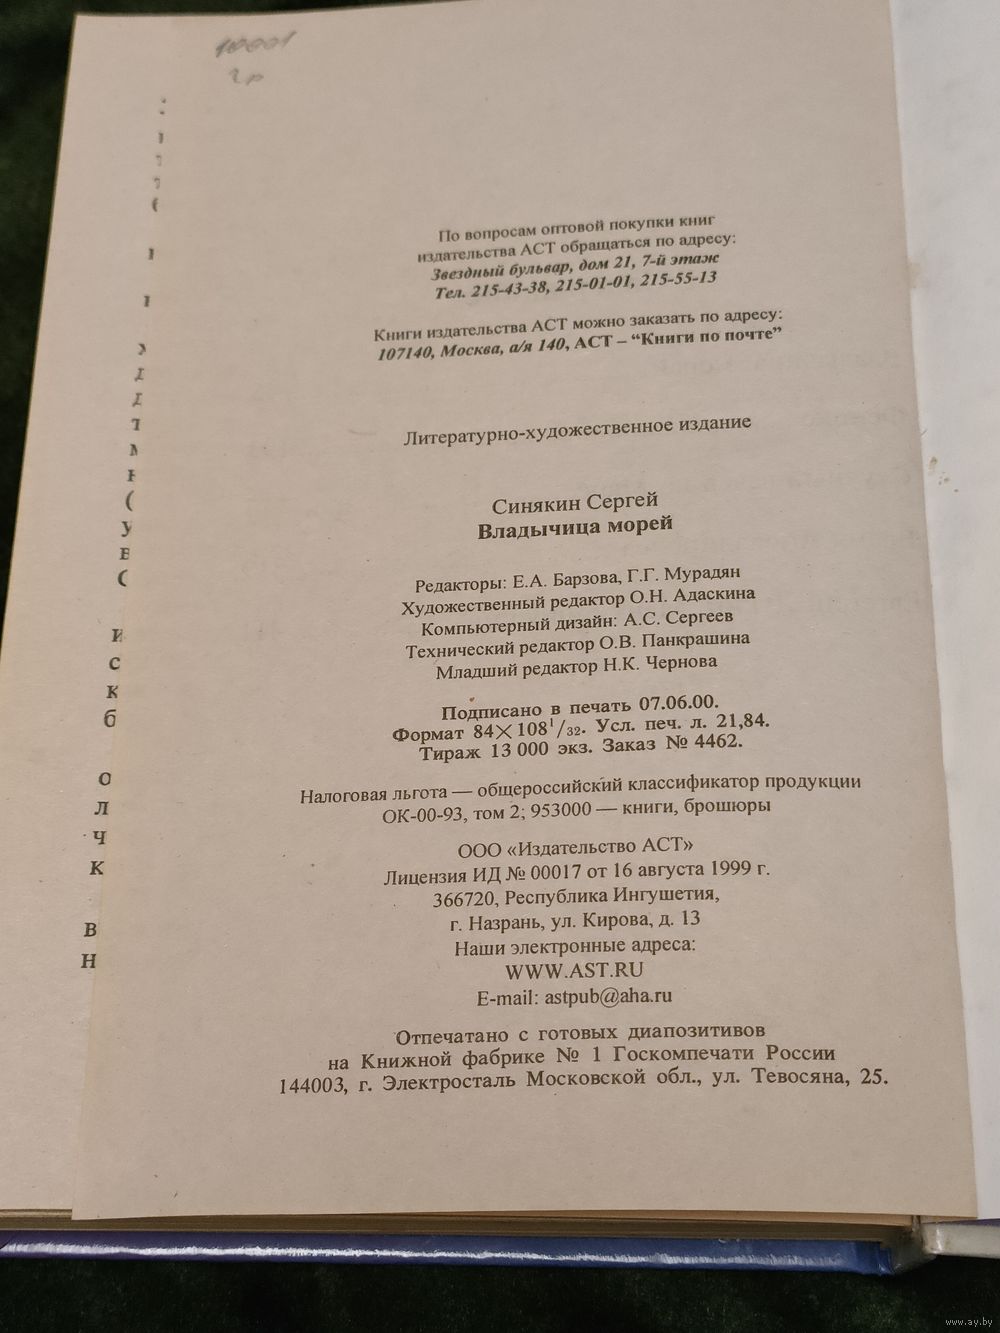 10001
2р
По вопросам оптовой покупки книг
издательства АСТ обращаться по адресу:
Звездный бульвар, дом 21, 7-й этаж
Тел. 215-43-38, 215-01-01, 215-55-13
Книги издательства АСТ можно заказать по адресу:
107140, Москва, а/я 140, АСТ – “Книги по почте”
Литературно-художественное издание
Синякин Сергей
Владычица морей
Редакторы: Е.А. Барзова, Г.Г. Мурадян
Художественный редактор О.Н. Адаскина
Компьютерный дизайн: А.С. Сергеев
Технический редактор О.В. Панкрашина
Младший редактор Н.К. Чернова
Подписано в печать 07.06.00.
Формат 84×108 1/32. Усл. печ. л. 21,84.
Тираж 13 000 экз. Заказ № 4462.
Налоговая льгота — общероссийский классификатор продукции
ОК-00-93, том 2; 953000 — книги, брошюры
ООО «Издательство АСТ»
Лицензия ИД № 00017 от 16 августа 1999 г.
366720, Республика Ингушетия,
г. Назрань, ул. Кирова, д. 13
Наши электронные адреса:
WWW.AST.RU
E-mail: astpub@aha.ru
Отпечатано с готовых диапозитивов
на Книжной фабрике № 1 Госкомпечати России
144003, г. Электросталь Московской обл., ул. Тевосяна, 25.
www.ay.by